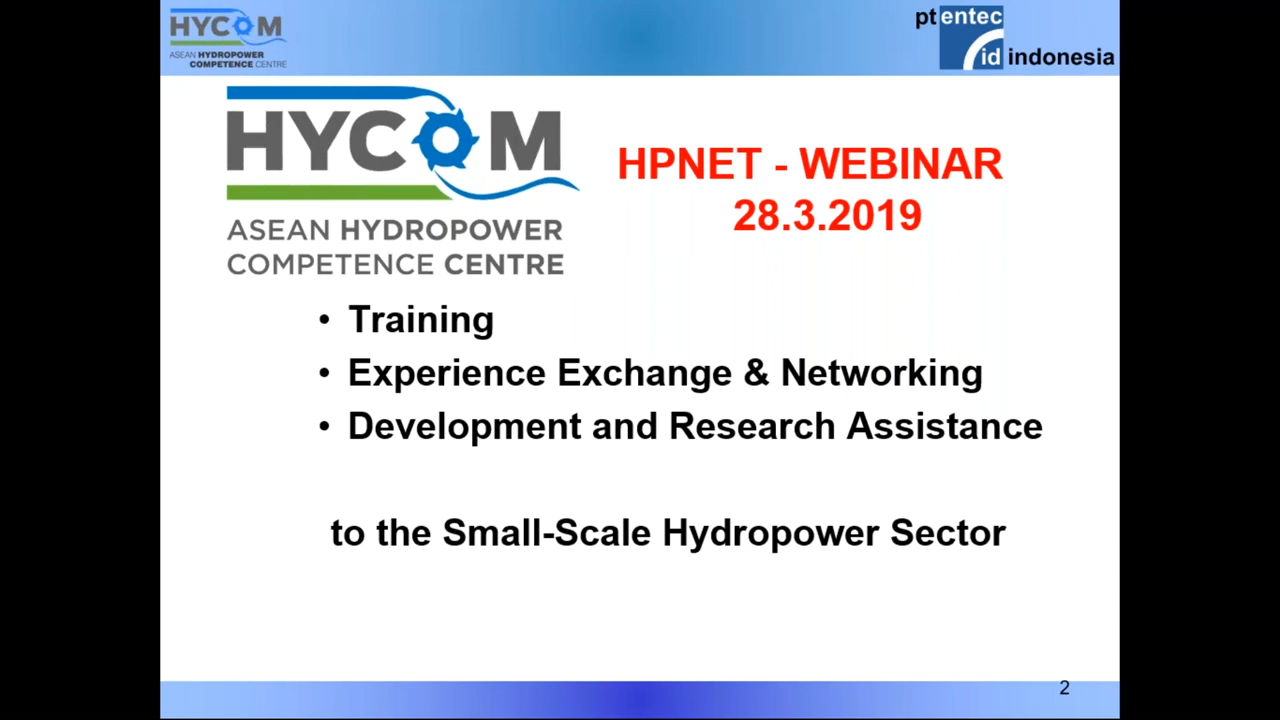 HYCOM
ASEAN HYDROPOWER
COMPETENCE CENTRE
pt entec
id indonesia
HYCOM
ASEAN HYDROPOWER
COMPETENCE CENTRE
HPNET - WEBINAR
28.3.2019
• Training
• Experience Exchange & Networking
• Development and Research Assistance
to the Small-Scale Hydropower Sector
2